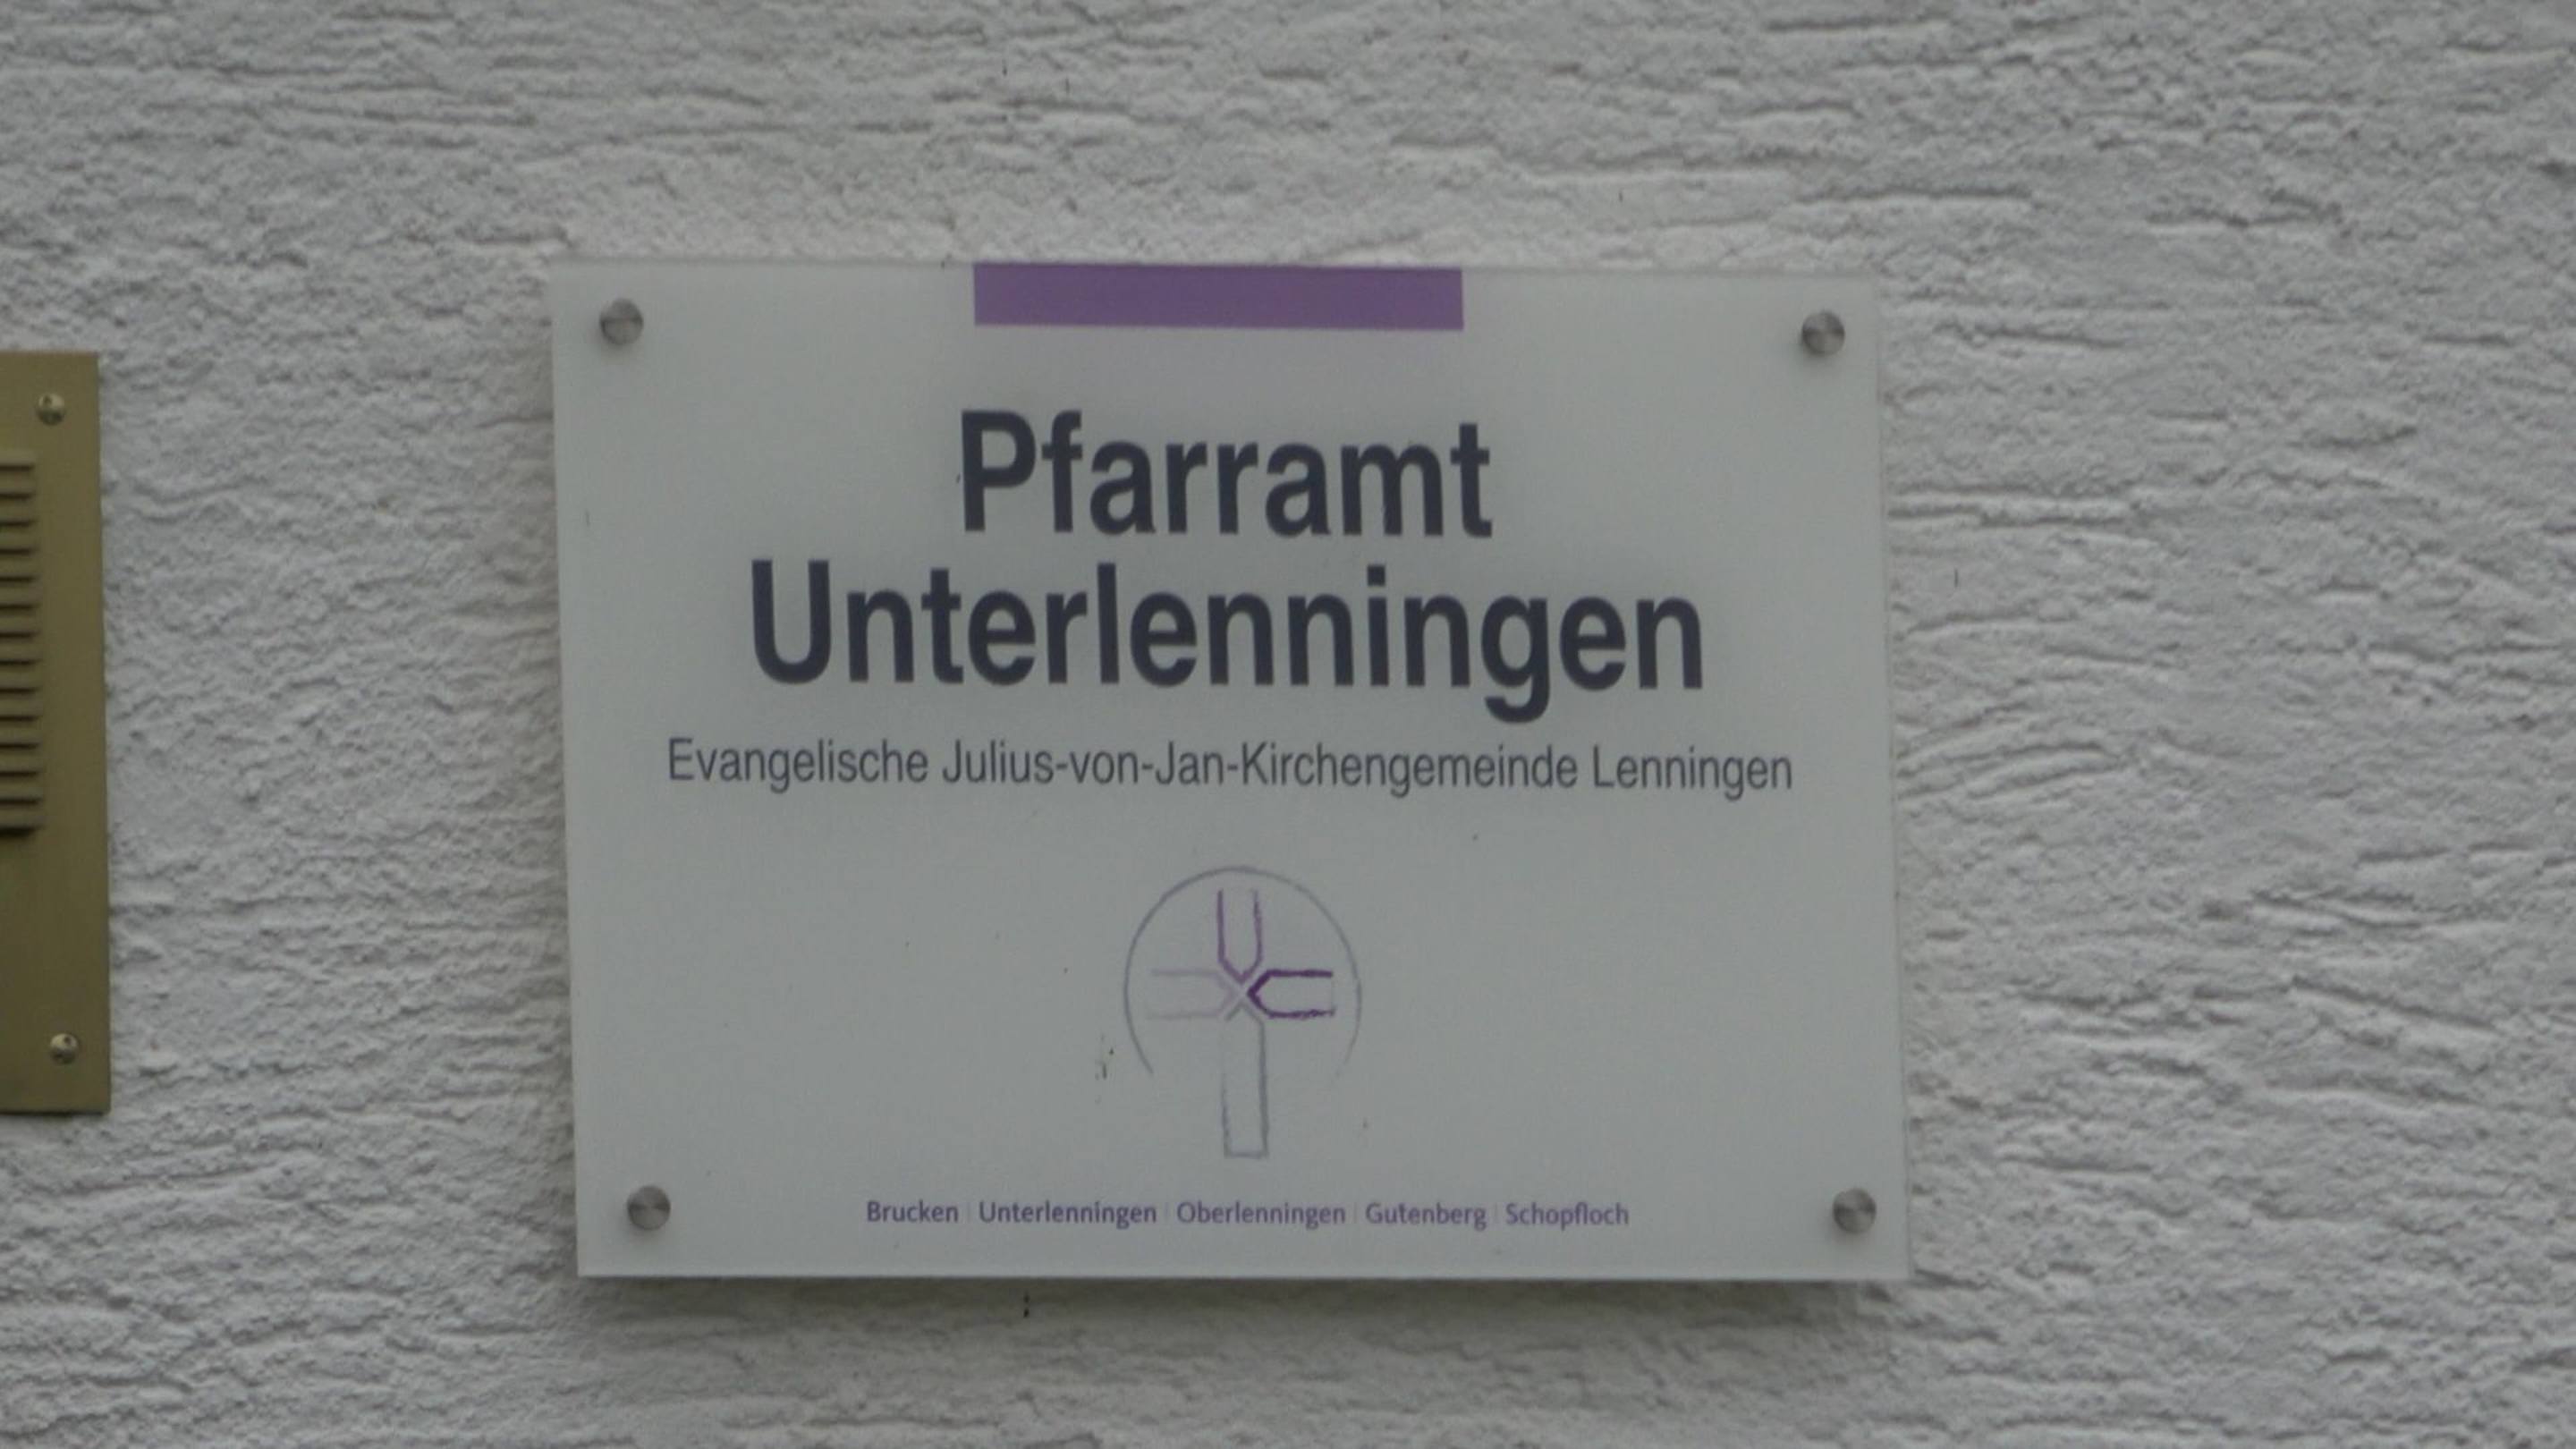 Pfarramt
Unterlenningen
Evangelische Julius-von-Jan-Kirchengemeinde Lenningen
Brucken | Unterlenningen | Oberlenningen | Gutenberg | Schopfloch